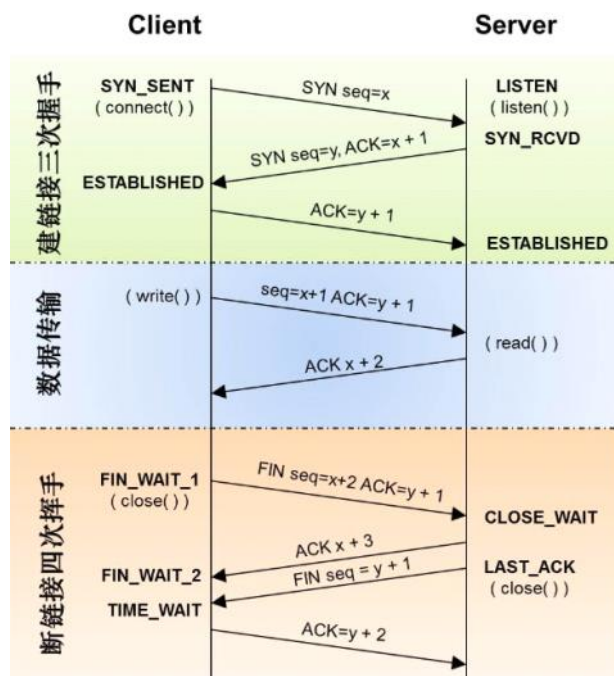 Client
Server
建链接三次握手
SYN_SENT
( connect( ) )
SYN seq=x
LISTEN
( listen( ) )
SYN seq=y, ACK=x + 1
SYN_RCVD
ESTABLISHED
ACK=y + 1
ESTABLISHED
数据传输
( write( ) )
seq=x+1 ACK=y + 1
( read( ) )
ACK x + 2
断链接四次挥手
FIN_WAIT_1
( close( ) )
FIN seq=x+2 ACK=y + 1
CLOSE_WAIT
ACK x + 3
FIN_WAIT_2
FIN seq = y + 1
LAST_ACK
( close( ) )
TIME_WAIT
ACK=y + 2